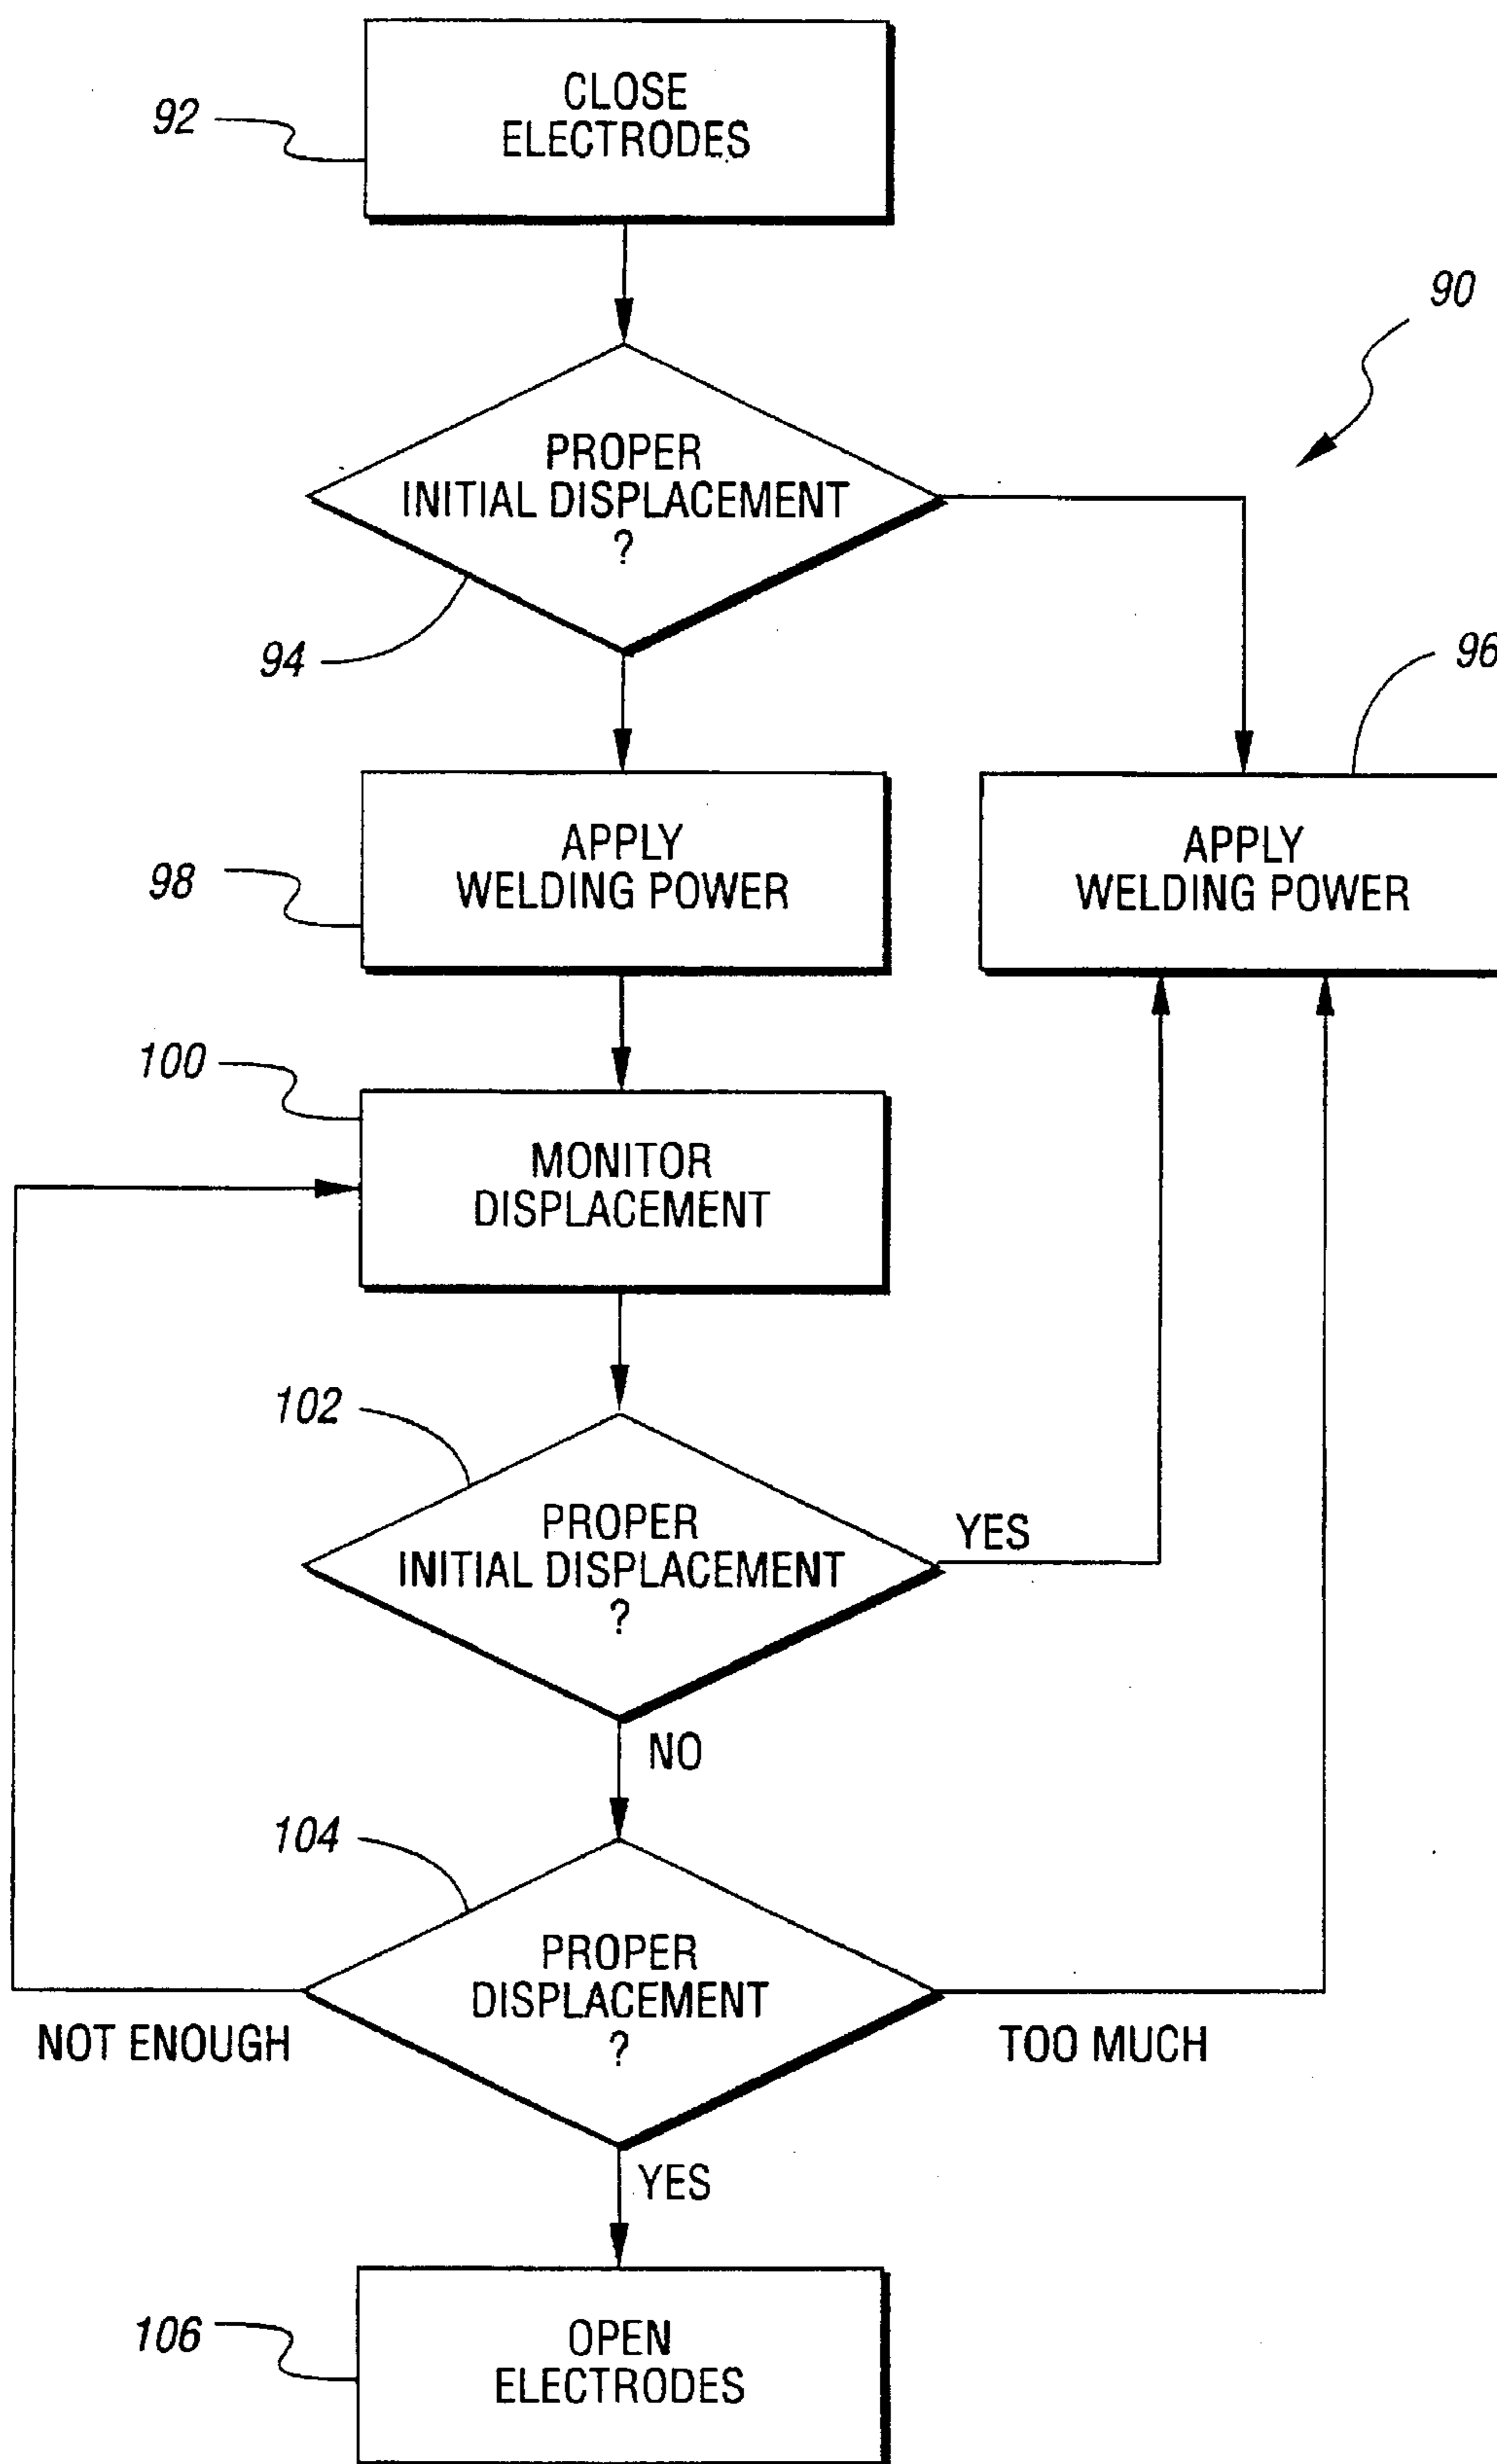 CLOSE
ELECTRODES
92
90
PROPER
INITIAL DISPLACEMENT
?
94
96
APPLY
WELDING POWER
98
APPLY
WELDING POWER
100
MONITOR
DISPLACEMENT
102
PROPER
INITIAL DISPLACEMENT
?
YES
NO
104
PROPER
DISPLACEMENT
?
NOT ENOUGH
TOO MUCH
YES
106
OPEN
ELECTRODES